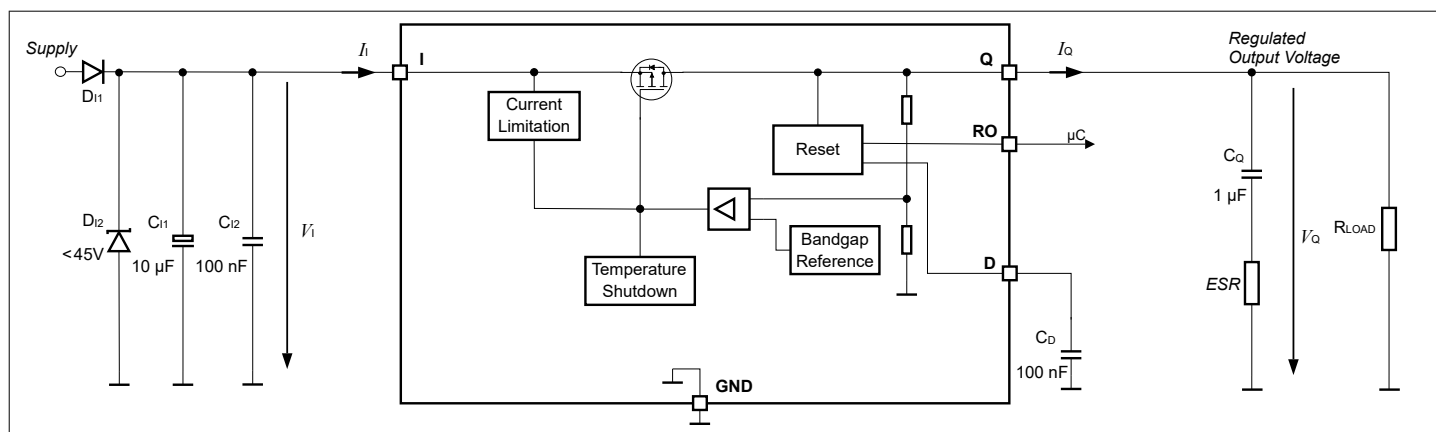 Supply
II
I
Q
IQ
Regulated
Output Voltage
DI1
Current
Limitation
Reset
RO
µC
CQ
1 µF
DI2
<45V
CI1
10 µF
CI2
100 nF
VI
Bandgap
Reference
Temperature
Shutdown
D
ESR
VQ
RLOAD
CD
100 nF
GND